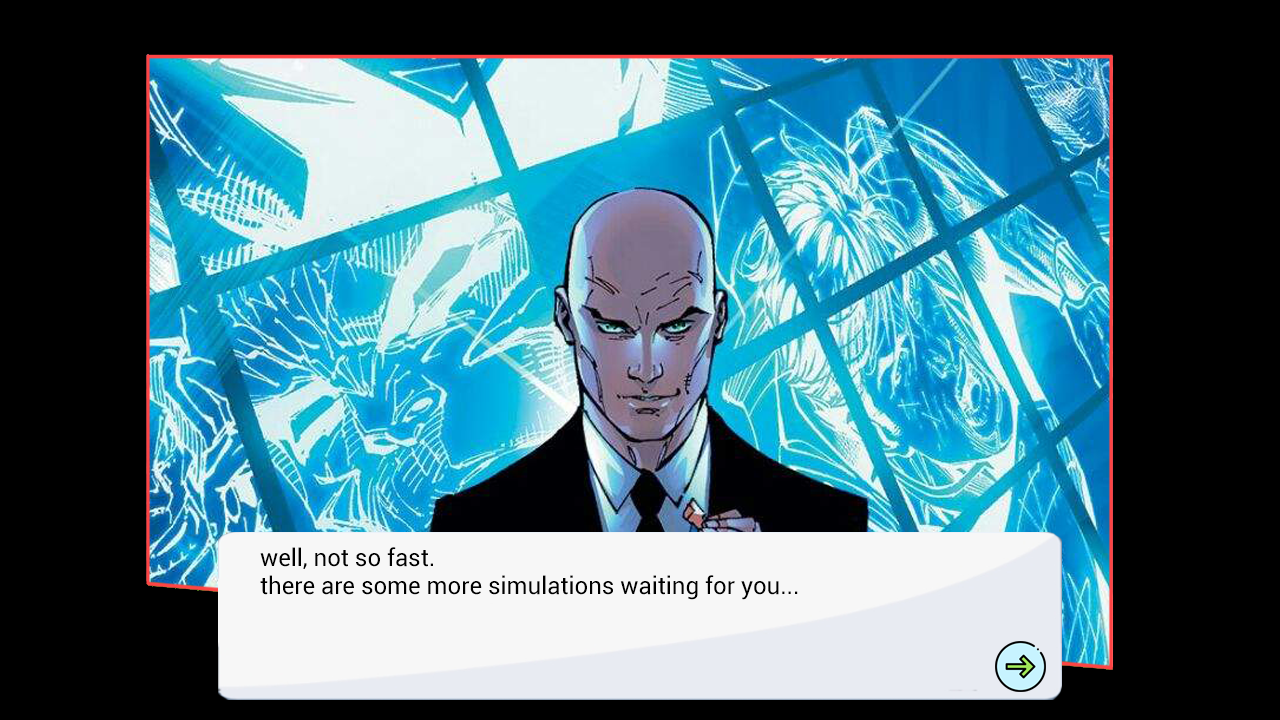 well, not so fast.
there are some more simulations waiting for you...